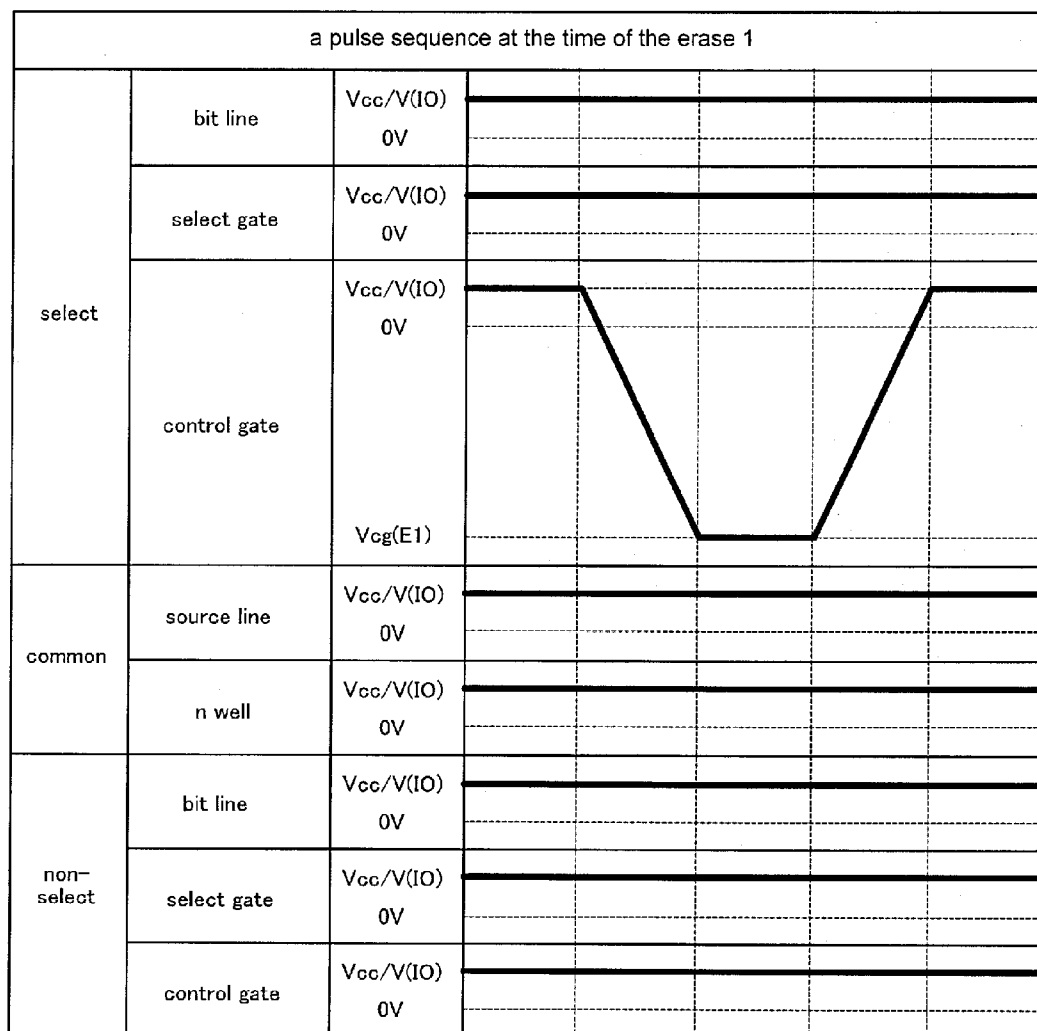 a pulse sequence at the time of the erase 1
select
bit line
Vcc/V(IO)
0V
select gate
Vcc/V(IO)
0V
control gate
Vcc/V(IO)
0V
Vcg(E1)
common
source line
Vcc/V(IO)
0V
n well
Vcc/V(IO)
0V
non-
select
bit line
Vcc/V(IO)
0V
select gate
Vcc/V(IO)
0V
control gate
Vcc/V(IO)
0V